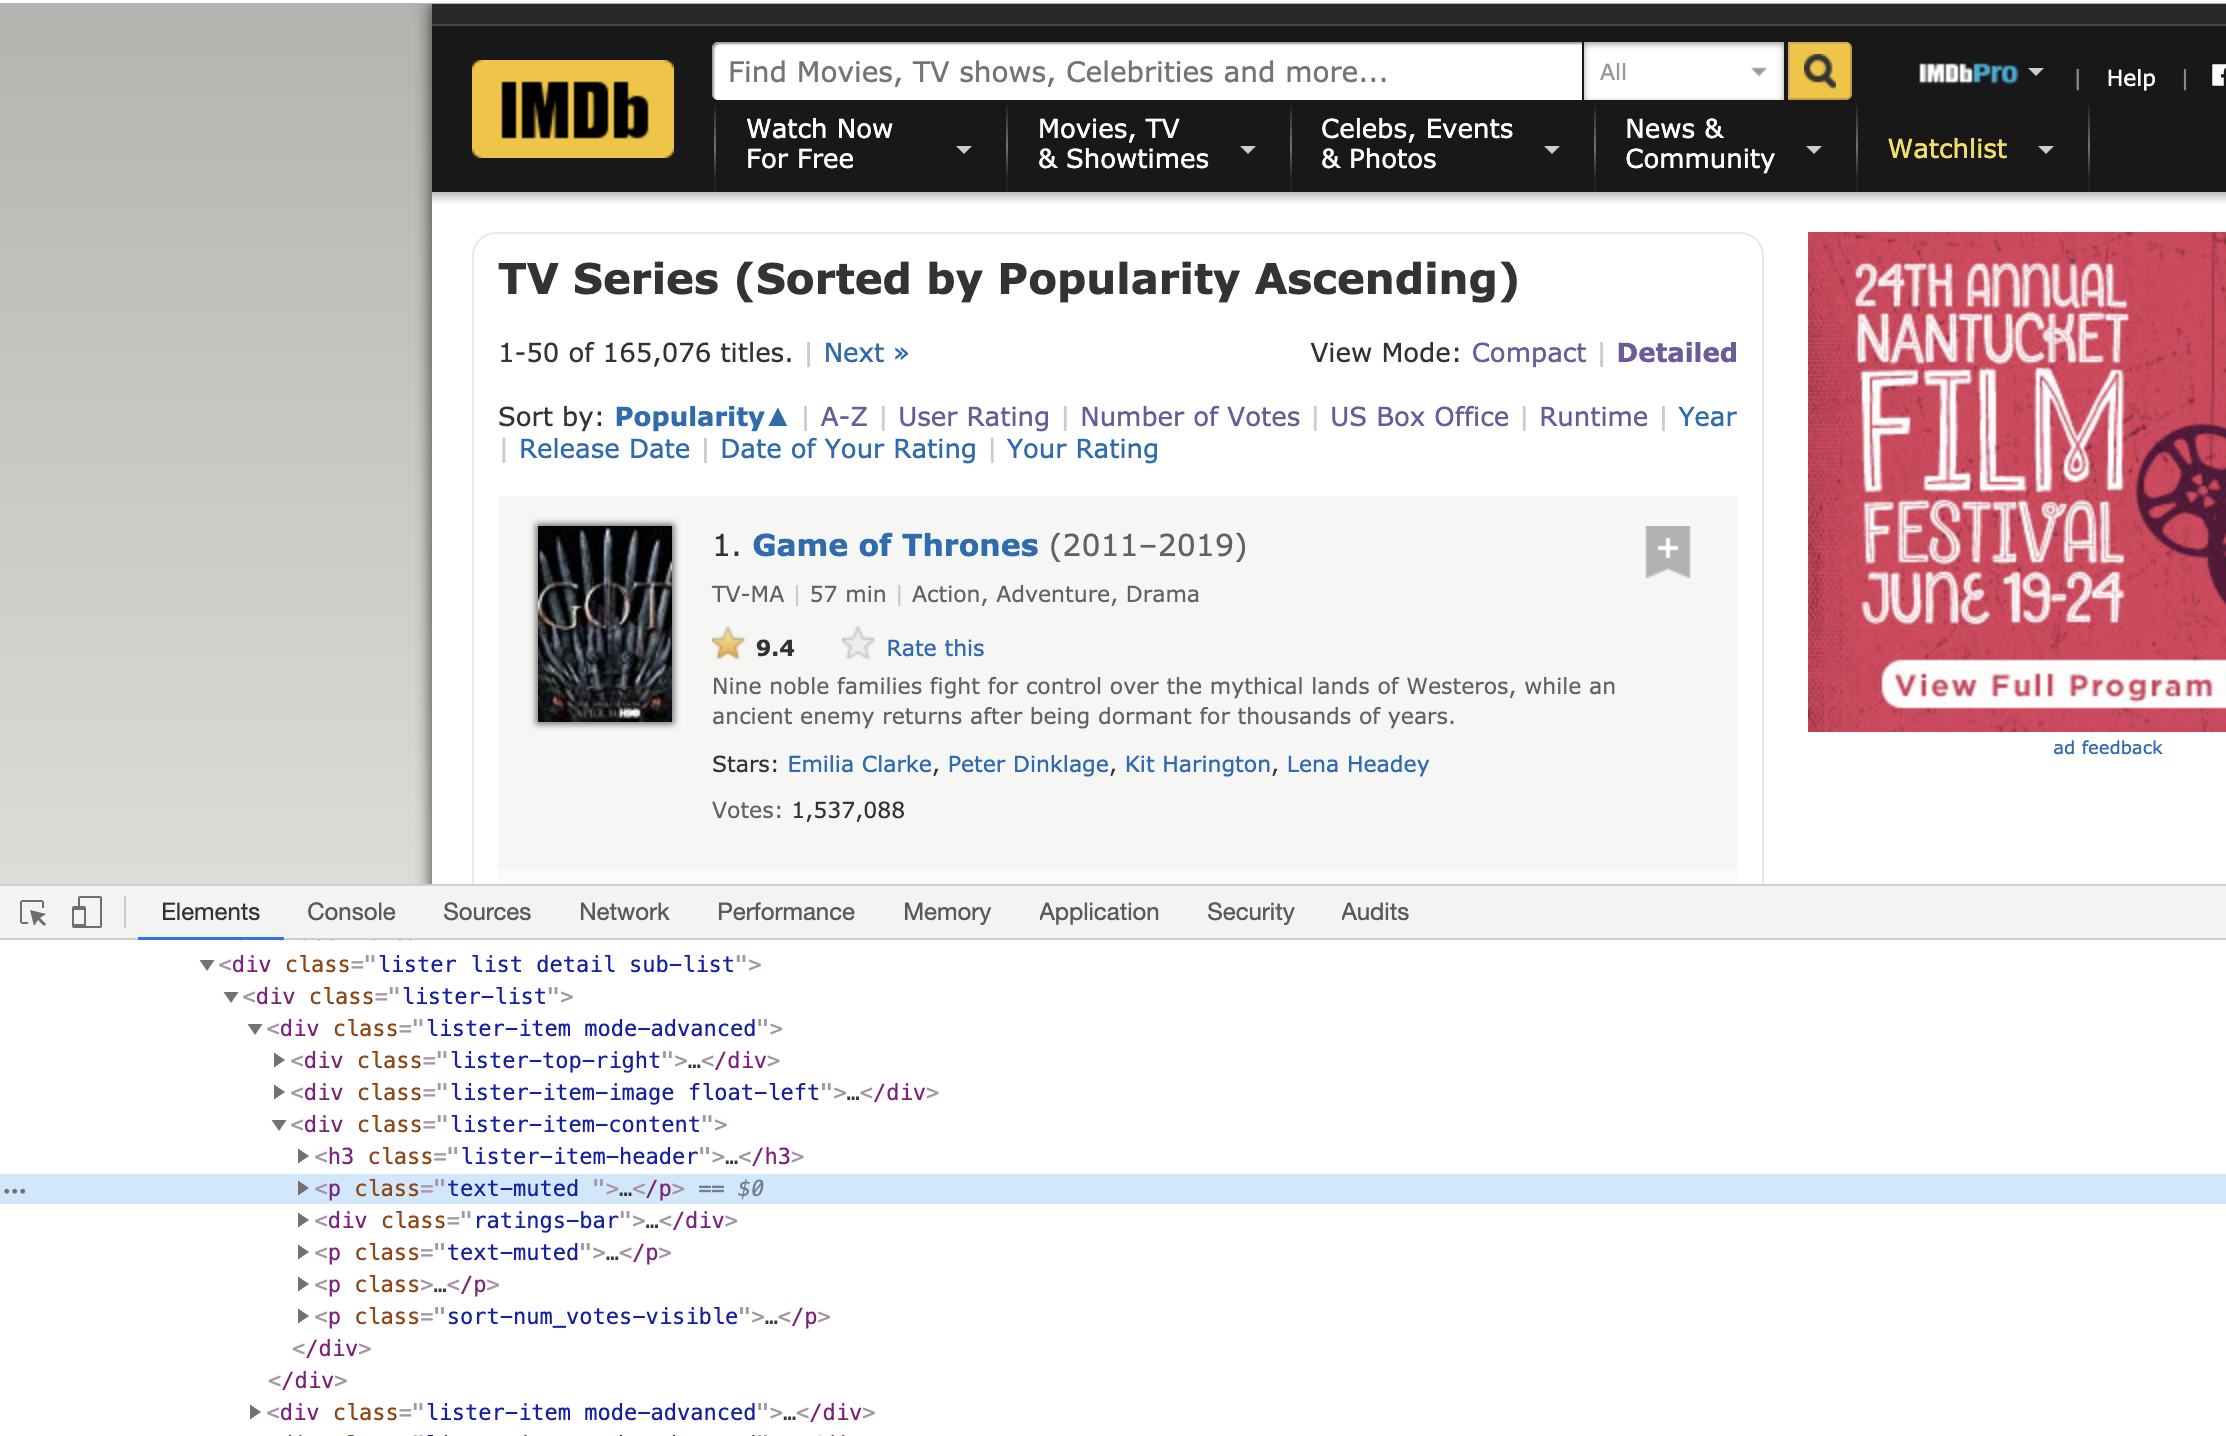 IMDb
Find Movies, TV shows, Celebrities and more...
All
IMDbPro
|
Help
|
Watch Now
For Free
Movies, TV
& Showtimes
Celebs, Events
& Photos
News &
Community
Watchlist
TV Series (Sorted by Popularity Ascending)
1-50 of 165,076 titles. | Next »
View Mode: Compact | Detailed
Sort by: Popularity▲ | A-Z | User Rating | Number of Votes | US Box Office | Runtime | Year
| Release Date | Date of Your Rating | Your Rating
GOT
1. Game of Thrones (2011–2019)
TV-MA | 57 min | Action, Adventure, Drama
9.4 Rate this
Nine noble families fight for control over the mythical lands of Westeros, while an
ancient enemy returns after being dormant for thousands of years.
Stars: Emilia Clarke, Peter Dinklage, Kit Harington, Lena Headey
Votes: 1,537,088
24TH ANNUAL
NANTUCKET
FILM
FESTIVAL
JUNE 19-24
View Full Program
ad feedback
Elements Console Sources Network Performance Memory Application Security Audits
▼<div class="lister list detail sub-list">
▼<div class="lister-list">
▼<div class="lister-item mode-advanced">
▶<div class="lister-top-right">…</div>
▶<div class="lister-item-image float-left">…</div>
▼<div class="lister-item-content">
▶<h3 class="lister-item-header">…</h3>
… ▶<p class="text-muted ">…</p> == $0
▶<div class="ratings-bar">…</div>
▶<p class="text-muted">…</p>
▶<p class>…</p>
▶<p class="sort-num_votes-visible">…</p>
</div>
</div>
▶<div class="lister-item mode-advanced">…</div>